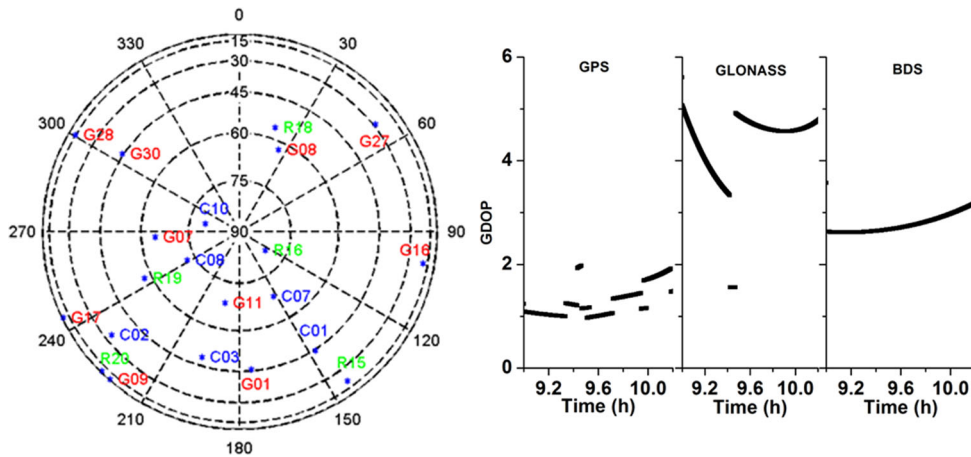 0
330
30
15
30
300
45
60
60
75
270
90
90
240
120
210
150
180
G28
G30
R18
G08
G27
C10
G07
R16
G16
C08
R19
G11
C07
G17
C02
C01
C03
R20
G09
G01
R15
GDOP
6
4
2
0
GPS
GLONASS
BDS
9.2 9.6 10.0
9.2 9.6 10.0
9.2 9.6 10.0
Time (h)
Time (h)
Time (h)